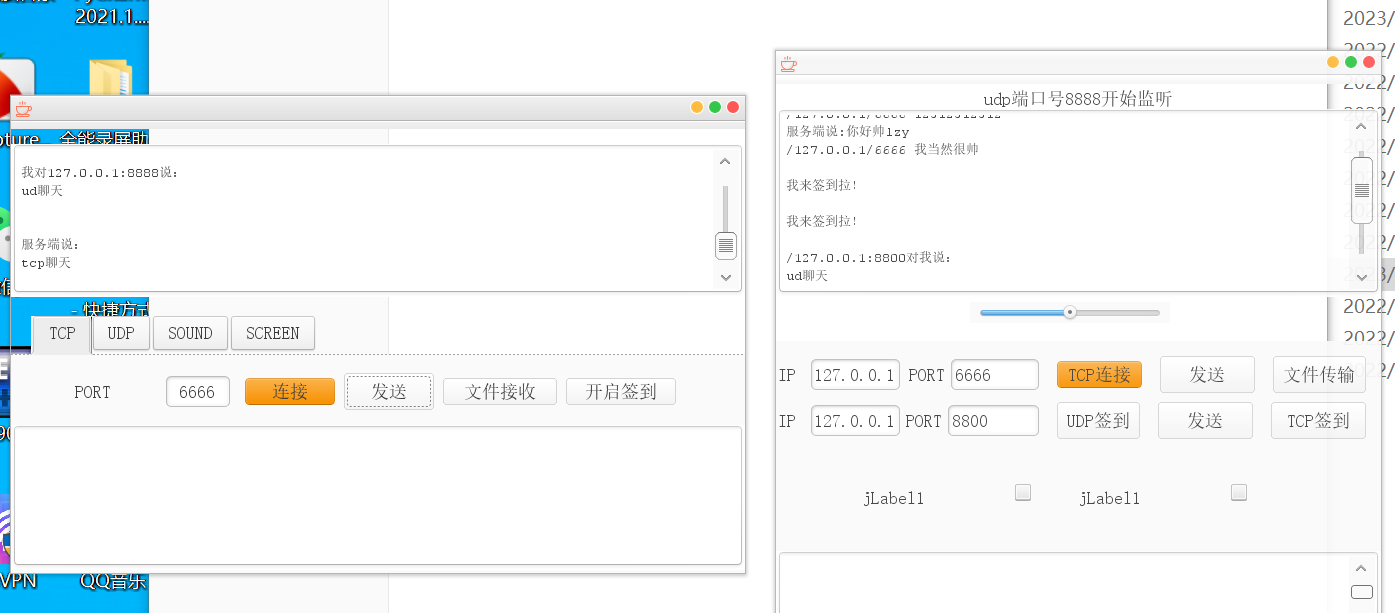 2021.1....
全能录屏助
快捷方式
VPN
QQ音乐
我对127.0.0.1:8888说:
ud聊天
服务端说:
tcp聊天
TCP UDP SOUND SCREEN
PORT 6666 连接 发送 文件接收 开启签到
udp端口号8888开始监听
服务端说:你好帅lzy
/127.0.0.1/6666 我当然很帅
我来签到拉!
我来签到拉!
/127.0.0.1:8800对我说:
ud聊天
IP 127.0.0.1 PORT 6666 TCP连接 发送 文件传输
IP 127.0.0.1 PORT 8800 UDP签到 发送 TCP签到
jLabel1 jLabel1
2023/
2022/
2022/
2022/
2022/
2022/
2022/
2022/
2022/
2022/
2022/